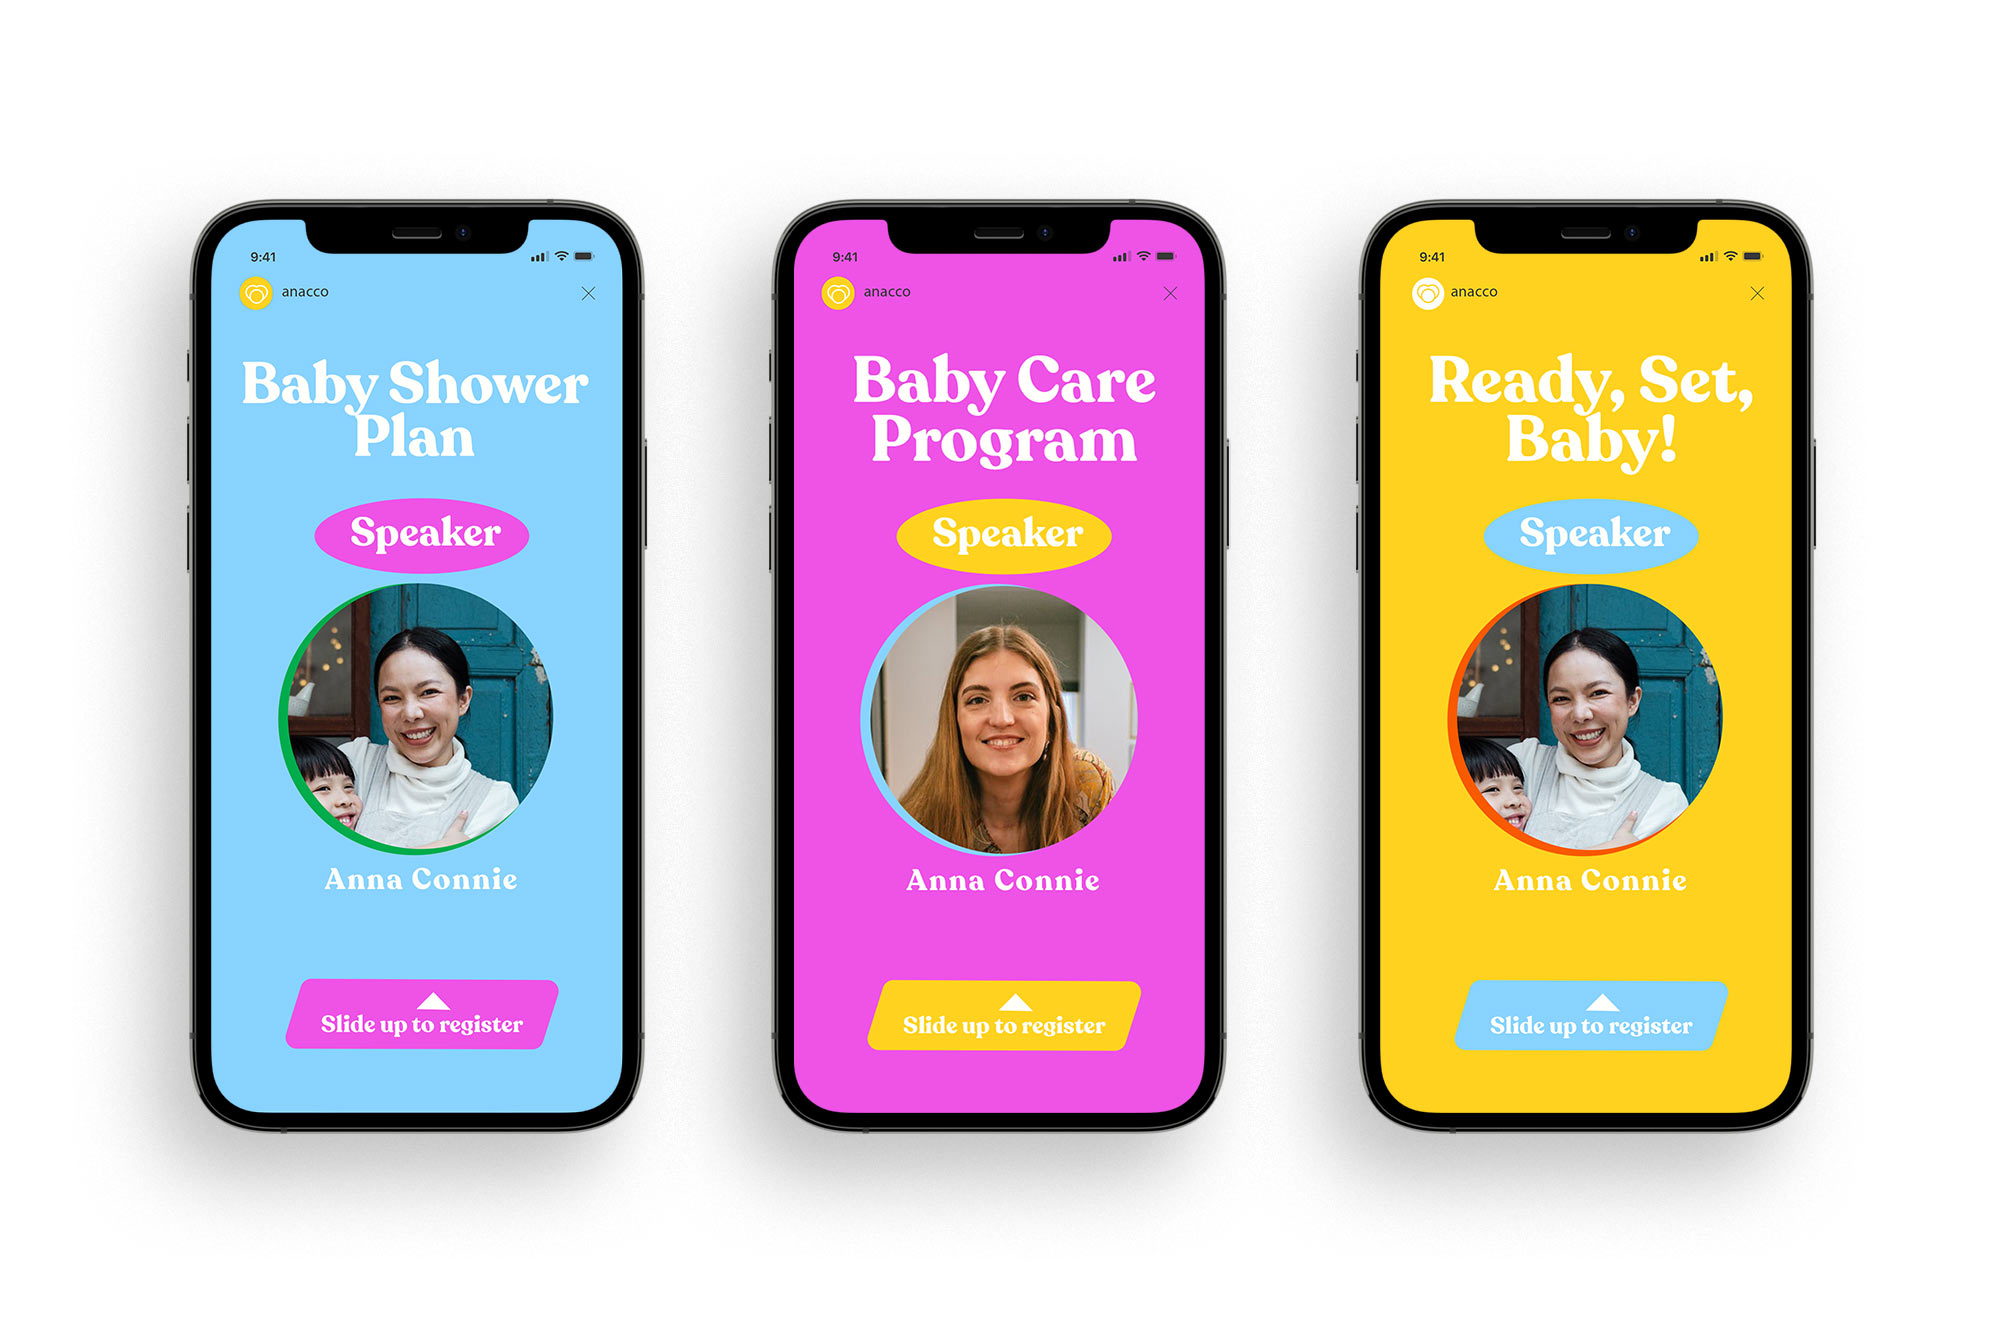 9:41
anacco
Baby Shower
Plan
Speaker
Anna Connie
Slide up to register
9:41
anacco
Baby Care
Program
Speaker
Anna Connie
Slide up to register
9:41
anacco
Ready, Set,
Baby!
Speaker
Anna Connie
Slide up to register